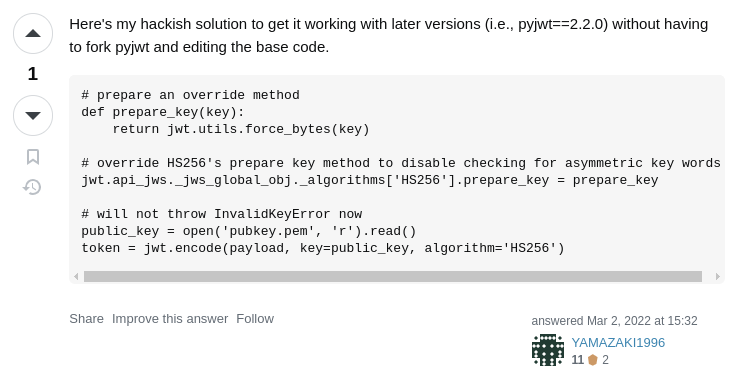 Here's my hackish solution to get it working with later versions (i.e., pyjwt==2.2.0) without having
to fork pyjwt and editing the base code.
1
# prepare an override method
def prepare_key(key):
    return jwt.utils.force_bytes(key)

# override HS256's prepare key method to disable checking for asymmetric key words
jwt.api_jws._jws_global_obj._algorithms['HS256'].prepare_key = prepare_key

# will not throw InvalidKeyError now
public_key = open('pubkey.pem', 'r').read()
token = jwt.encode(payload, key=public_key, algorithm='HS256')
Share Improve this answer Follow
answered Mar 2, 2022 at 15:32
YAMAZAKI1996
11 2